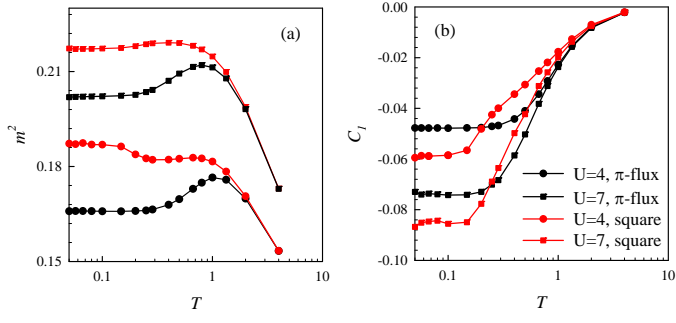 (a)
0.21
0.18
0.15
m²
0.1
1
10
T
(b)
0.00
-0.02
-0.04
-0.06
-0.08
-0.10
C₁
U=4, π-flux
U=7, π-flux
U=4, square
U=7, square
0.1
1
10
T